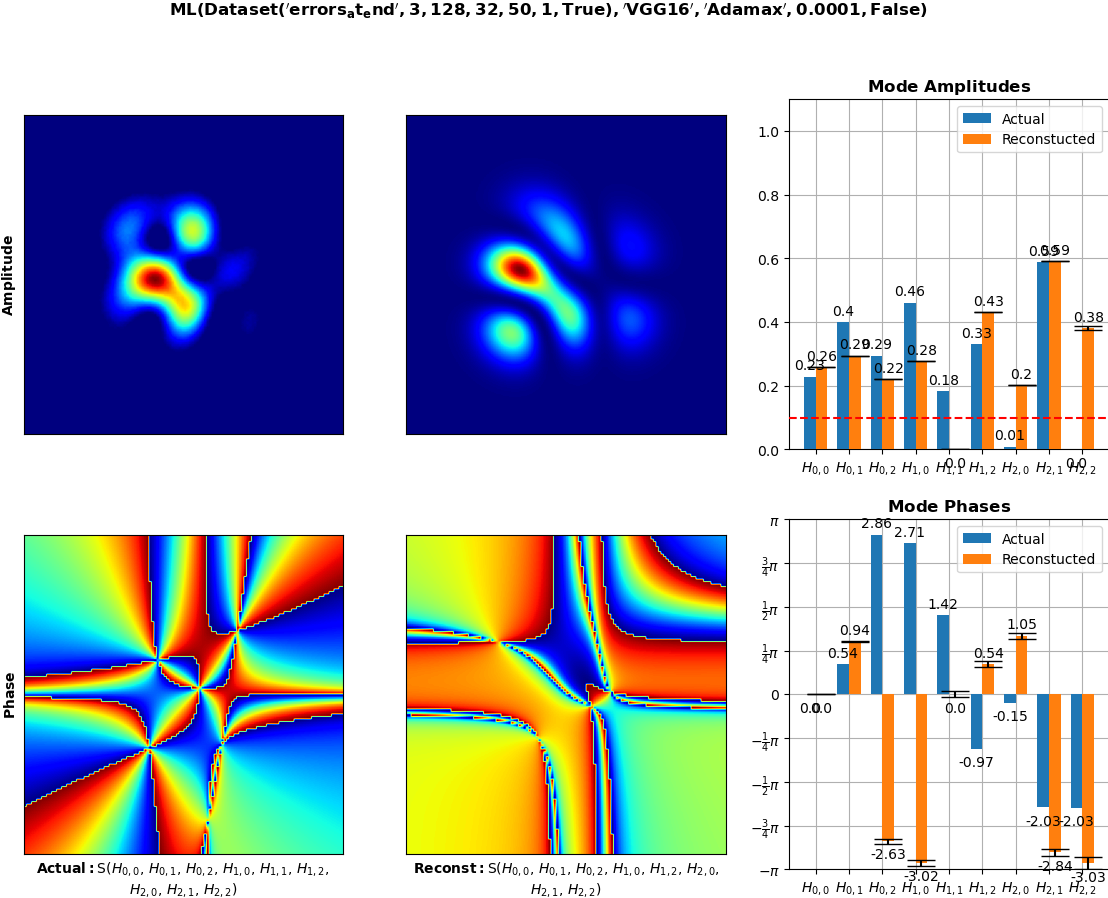 ML(Dataset('errors_at_end', 3, 128, 32, 50, 1, True), 'VGG16', 'Adamax', 0.0001, False)
Amplitude
Mode Amplitudes
Actual
Reconstucted
1.0
0.8
0.6
0.4
0.2
0.0
0.23
0.26
0.4
0.29
0.29
0.22
0.46
0.28
0.18
0.0
0.33
0.43
0.01
0.2
0.59
0.59
0.0
0.38
H0,0 H0,1 H0,2 H1,0 H1,1 H1,2 H2,0 H2,1 H2,2
Phase
Mode Phases
Actual
Reconstucted
π
3/4π
1/2π
1/4π
0
−1/4π
−1/2π
−3/4π
−π
0.0
0.0
0.54
0.94
2.86
-2.63
2.71
-3.02
1.42
0.0
-0.97
0.54
-0.15
1.05
-2.03
-2.84
-2.03
-3.03
H0,0 H0,1 H0,2 H1,0 H1,1 H1,2 H2,0 H2,1 H2,2
Actual: S(H0,0, H0,1, H0,2, H1,0, H1,1, H1,2,
H2,0, H2,1, H2,2)
Reconst: S(H0,0, H0,1, H0,2, H1,0, H1,2, H2,0,
H2,1, H2,2)